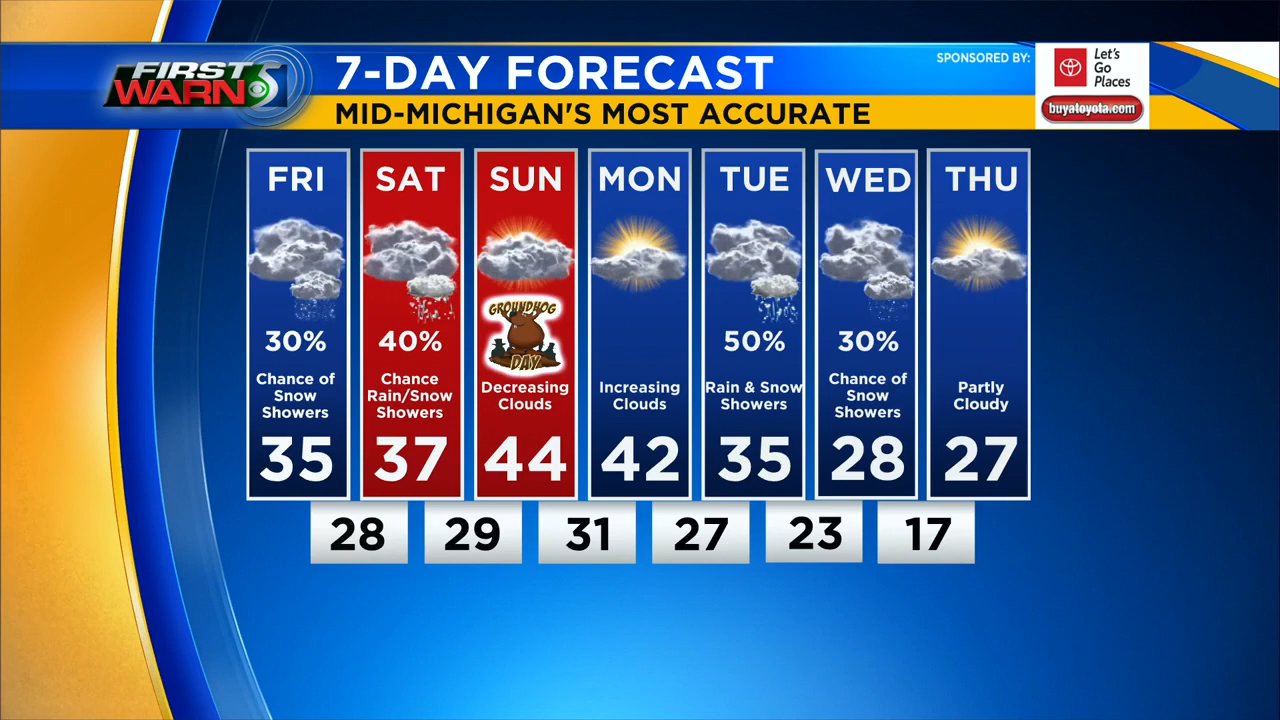 FIRST
WARN 5
7-DAY FORECAST
MID-MICHIGAN'S MOST ACCURATE
SPONSORED BY:
Let's
Go
Places
buyatoyota.com
FRI
30%
Chance of
Snow
Showers
35
SAT
40%
Chance
Rain/Snow
Showers
37
SUN
GROUNDHOG
DAY
Decreasing
Clouds
44
MON
Increasing
Clouds
42
TUE
50%
Rain & Snow
Showers
35
WED
30%
Chance of
Snow
Showers
28
THU
Partly
Cloudy
27
28
29
31
27
23
17